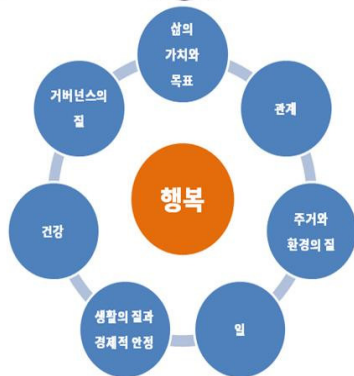 삶의
가치와
목표
관계
주거와
환경의 질
일
생활의 질과
경제적 안정
건강
거버넌스의
질
행복